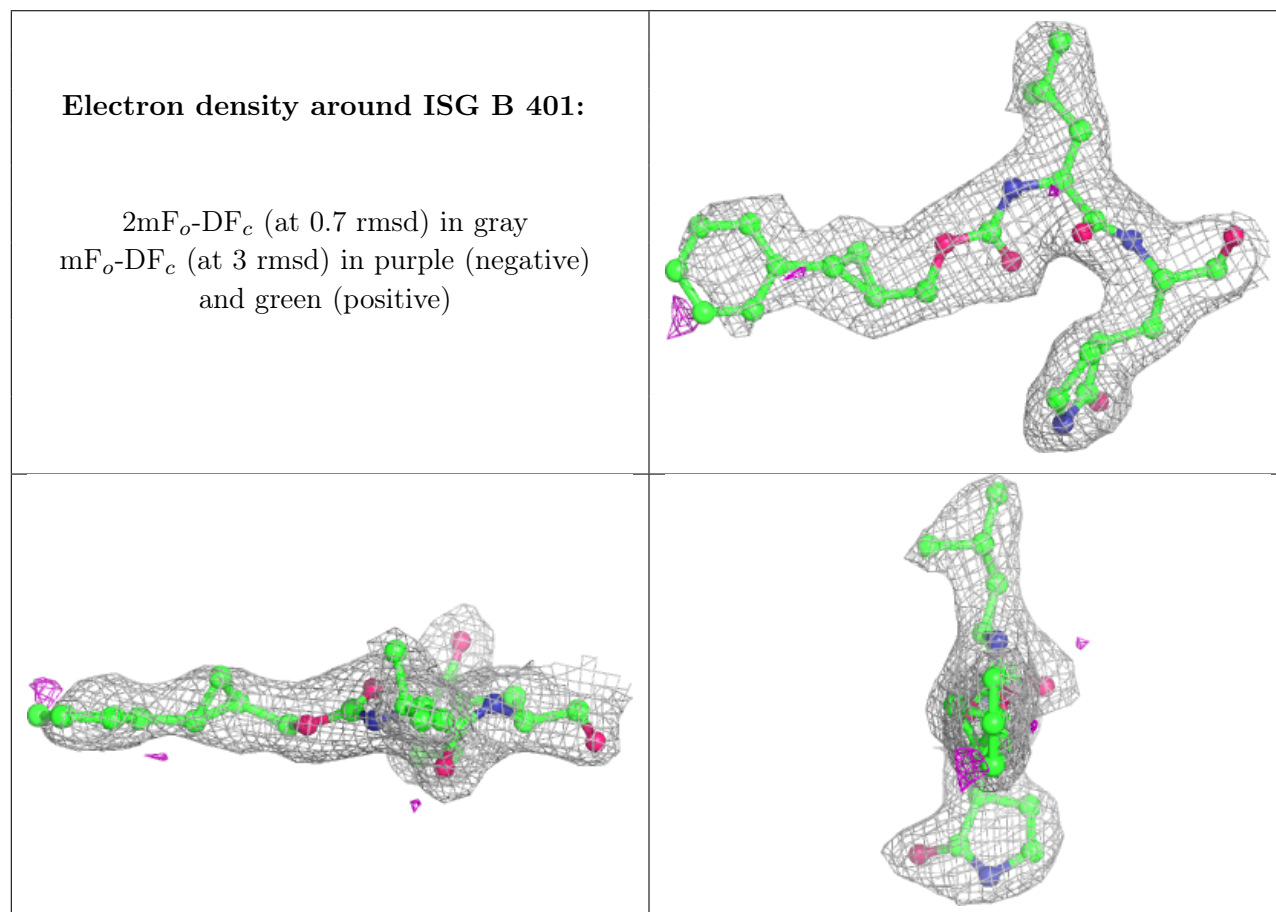 Electron density around ISG B 401:
2mFo-DFc (at 0.7 rmsd) in gray
mFo-DFc (at 3 rmsd) in purple (negative)
and green (positive)